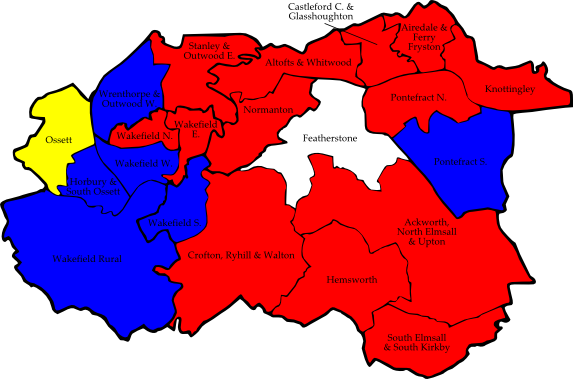 Castleford C. &
Glasshoughton
Airedale &
Ferry
Fryston
Stanley &
Outwood E.
Altofts & Whitwood
Wrenthorpe &
Outwood W.
Pontefract N.
Knottingley
Normanton
Wakefield
E.
Wakefield N.
Featherstone
Ossett
Wakefield W.
Pontefract S.
Horbury &
South Ossett
Wakefield S.
Ackworth,
North Elmsall
& Upton
Wakefield Rural
Crofton, Ryhill & Walton
Hemsworth
South Elmsall
& South Kirkby